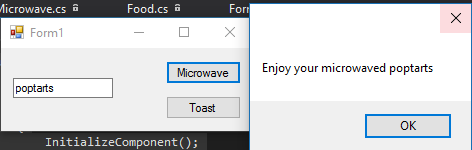 Microwave.cs
Food.cs
Form1
Microwave
poptarts
Toast
InitializeComponent();
Enjoy your microwaved poptarts
OK